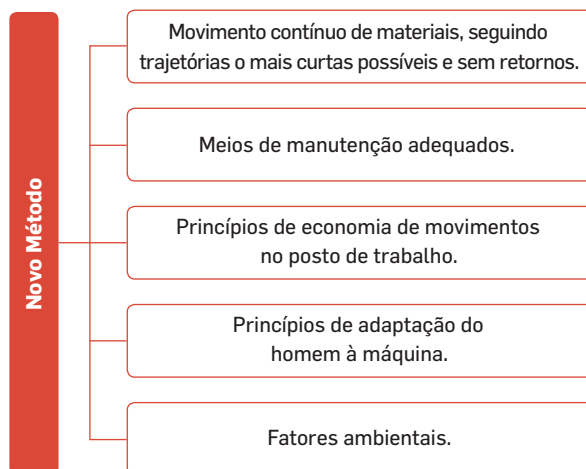 Novo Método
Movimento contínuo de materiais, seguindo
trajetórias o mais curtas possíveis e sem retornos.
Meios de manutenção adequados.
Princípios de economia de movimentos
no posto de trabalho.
Princípios de adaptação do
homem à máquina.
Fatores ambientais.